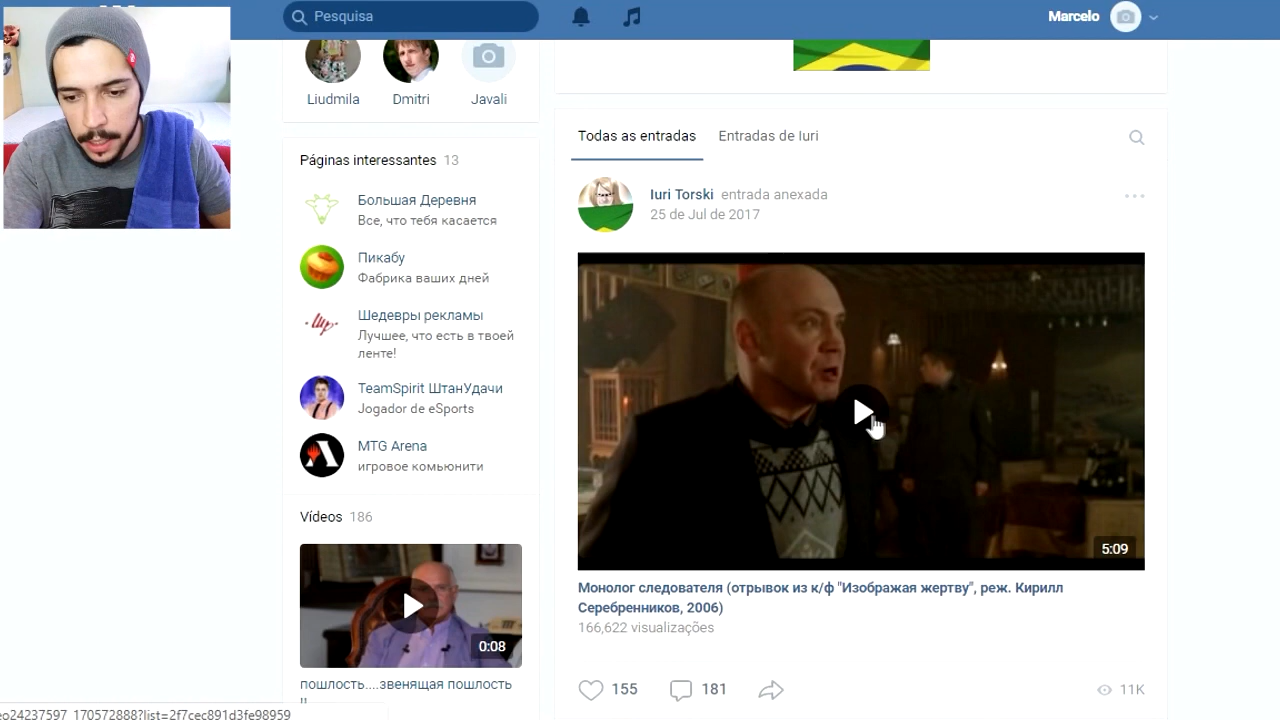 Pesquisa
Marcelo
Liudmila Dmitri Javali
Páginas interessantes 13
Большая Деревня
Все, что тебя касается
Пикабу
Фабрика ваших дней
Шедевры рекламы
Лучшее, что есть в твоей
ленте!
TeamSpirit ШтанУдачи
Jogador de eSports
MTG Arena
игровое комьюнити
Vídeos 186
0:08
пошлость....звенящая пошлость
!!
Todas as entradas Entradas de Iuri
Iuri Torski entrada anexada
25 de Jul de 2017
5:09
Монолог следователя (отрывок из к/ф "Изображая жертву", реж. Кирилл
Серебренников, 2006)
166,622 visualizações
155 181 11K
eo24237597_170572888?list=2f7cec891d3fe98959